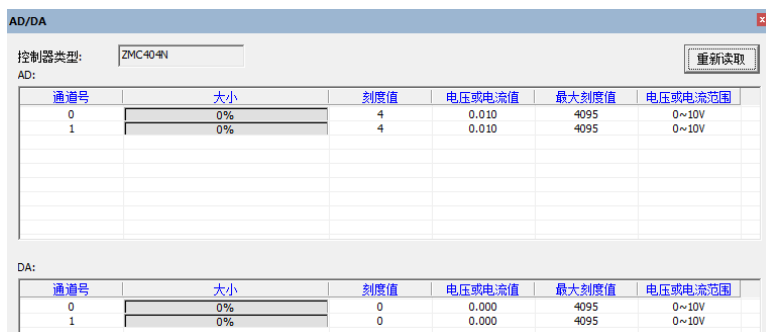 AD/DA
控制器类型: ZMC404N 重新读取
AD:
通道号 大小 刻度值 电压或电流值 最大刻度值 电压或电流范围
0 0% 4 0.010 4095 0~10V
1 0% 4 0.010 4095 0~10V
DA:
通道号 大小 刻度值 电压或电流值 最大刻度值 电压或电流范围
0 0% 0 0.000 4095 0~10V
1 0% 0 0.000 4095 0~10V